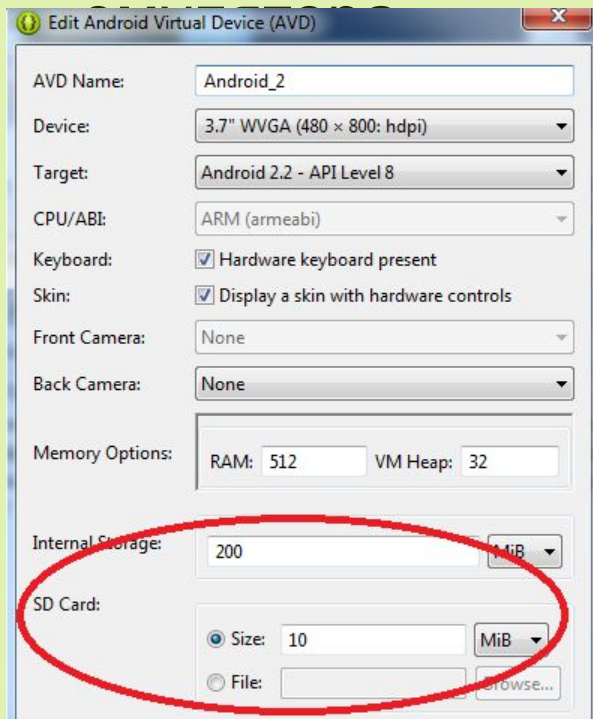 Edit Android Virtual Device (AVD)
AVD Name: Android_2
Device: 3.7" WVGA (480 × 800: hdpi)
Target: Android 2.2 - API Level 8
CPU/ABI: ARM (armeabi)
Keyboard: Hardware keyboard present
Skin: Display a skin with hardware controls
Front Camera: None
Back Camera: None
Memory Options: RAM: 512 VM Heap: 32
Internal Storage: 200 MiB
SD Card:
Size: 10 MiB
File: Browse...